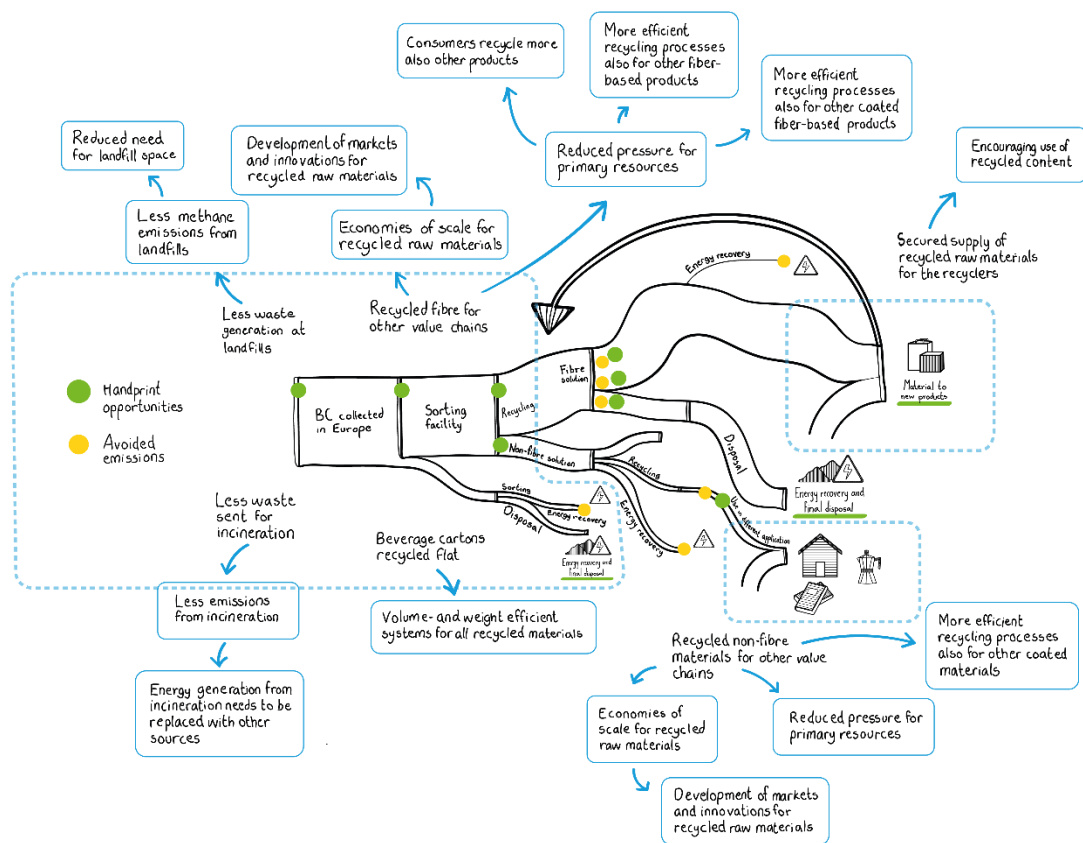 Consumers recycle more
also other products
More efficient
recycling processes
also for other fiber-
based products
More efficient
recycling processes
also for other coated
fiber-based products
Reduced need
for landfill space
Development of markets
and innovations for
recycled raw materials
Reduced pressure for
primary resources
Encouraging use of
recycled content
Less methane
emissions from
landfills
Economies of scale for
recycled raw materials
Secured supply of
recycled raw materials
for the recyclers
Energy recovery
Less waste
generation at
landfills
Recycled fibre for
other value chains
Handprint
opportunities
Avoided
emissions
BC collected
in Europe
Sorting
facility
Recycling
Fibre
solution
Non-fibre solution
Material to
new products
Disposal
Energy recovery and
final disposal
Recycling
Use in different application
Energy recovery
Sorting
Energy recovery
Disposal
Energy recovery and
final disposal
Less waste
sent for
incineration
Beverage cartons
recycled flat
Less emissions
from incineration
Volume- and weight efficient
systems for all recycled materials
Energy generation from
incineration needs to be
replaced with other
sources
Recycled non-fibre
materials for other value
chains
More efficient
recycling processes
also for other coated
materials
Economies of
scale for recycled
raw materials
Reduced pressure for
primary resources
Development of markets
and innovations for
recycled raw materials